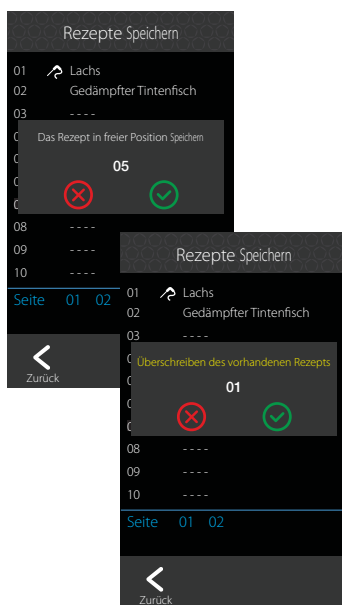 Rezepte Speichern
01 Lachs
02 Gedämpfter Tintenfisch
03 - - - -
Das Rezept in freier Position Speichern
05
08 - - - -
09 - - - -
10 - - - -
Seite 01 02
Zurück
Rezepte Speichern
01 Lachs
02 Gedämpfter Tintenfisch
03 - - - -
Überschreiben des vorhandenen Rezepts
01
08 - - - -
09 - - - -
10 - - - -
Seite 01 02
Zurück